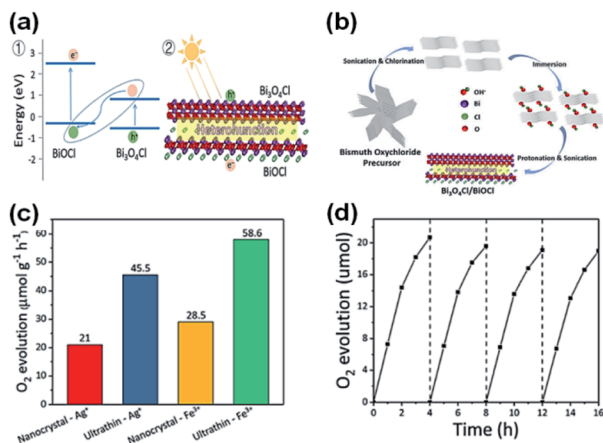 (a)
① e⁻
② 
Energy (eV)
3
2
1
0
-1
-2
h⁺
BiOCl
Bi₃O₄Cl
h⁺
Bi₃O₄Cl
Heterojunction
e⁻
BiOCl
(b)
Sonication & Chlorination
Immersion
OH⁻
Bi
Cl
O
Bismuth Oxychloride
Precursor
Protonation & Sonication
Bi₃O₄Cl/BiOCl
(c)
O₂ evolution (μmol g⁻¹ h⁻¹)
60
50
40
30
20
10
0
21
45.5
28.5
58.6
Nanocrystal - Ag⁺
Ultrathin - Ag⁺
Nanocrystal - Fe³⁺
Ultrathin - Fe³⁺
(d)
O₂ evolution (umol)
20
16
12
8
4
0
0 2 4 6 8 10 12 14 16
Time (h)